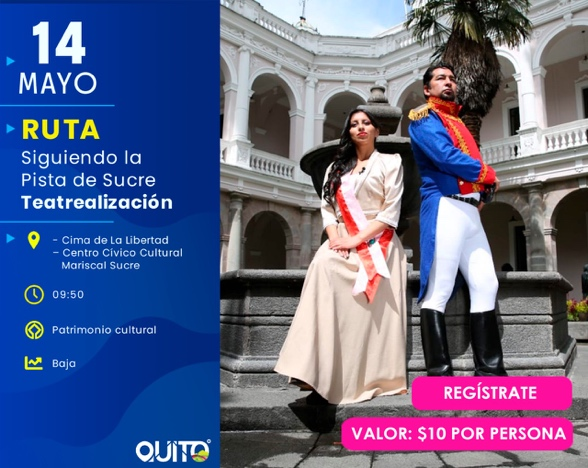 14
MAYO
RUTA
Siguiendo la
Pista de Sucre
Teatrealización
- Cima de La Libertad
- Centro Cívico Cultural
Mariscal Sucre
09:50
Patrimonio cultural
Baja
QUITO
REGÍSTRATE
VALOR: $10 POR PERSONA